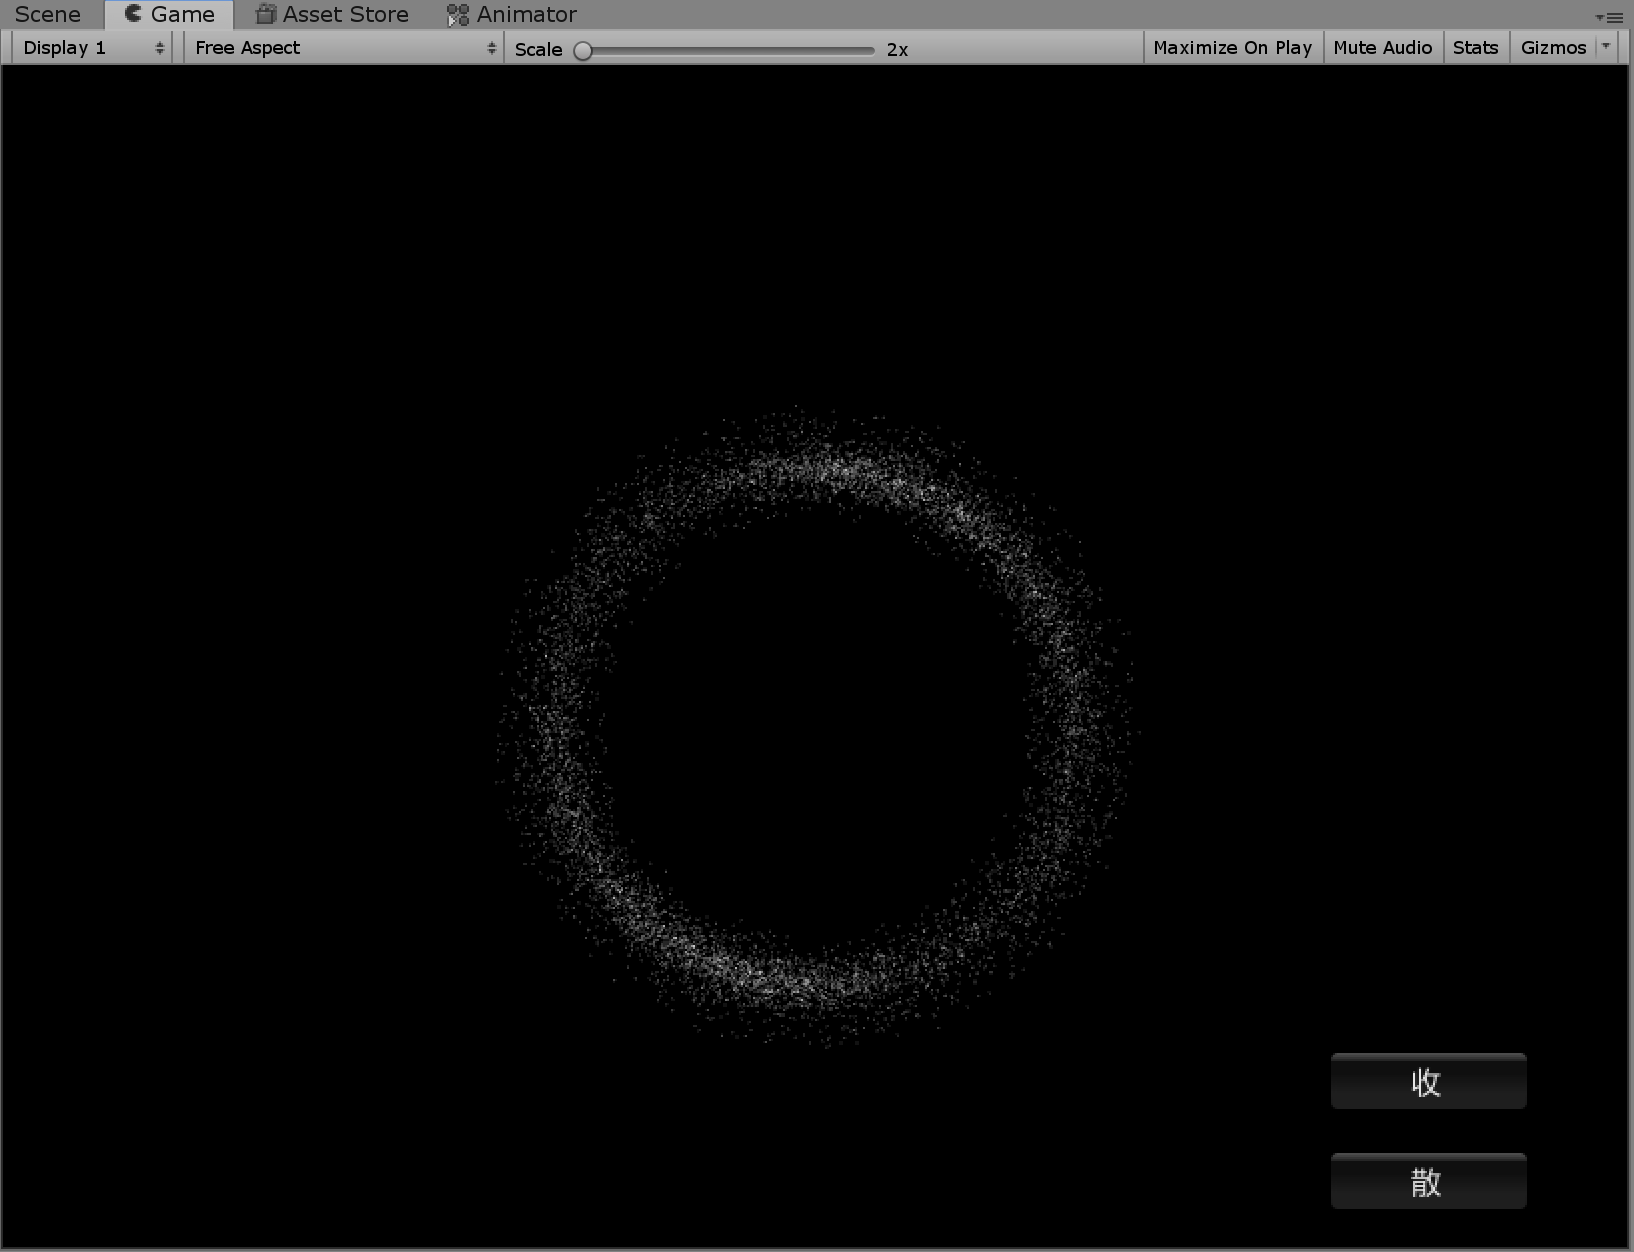 Scene Game Asset Store Animator
Display 1 Free Aspect Scale 2x Maximize On Play Mute Audio Stats Gizmos
收
散